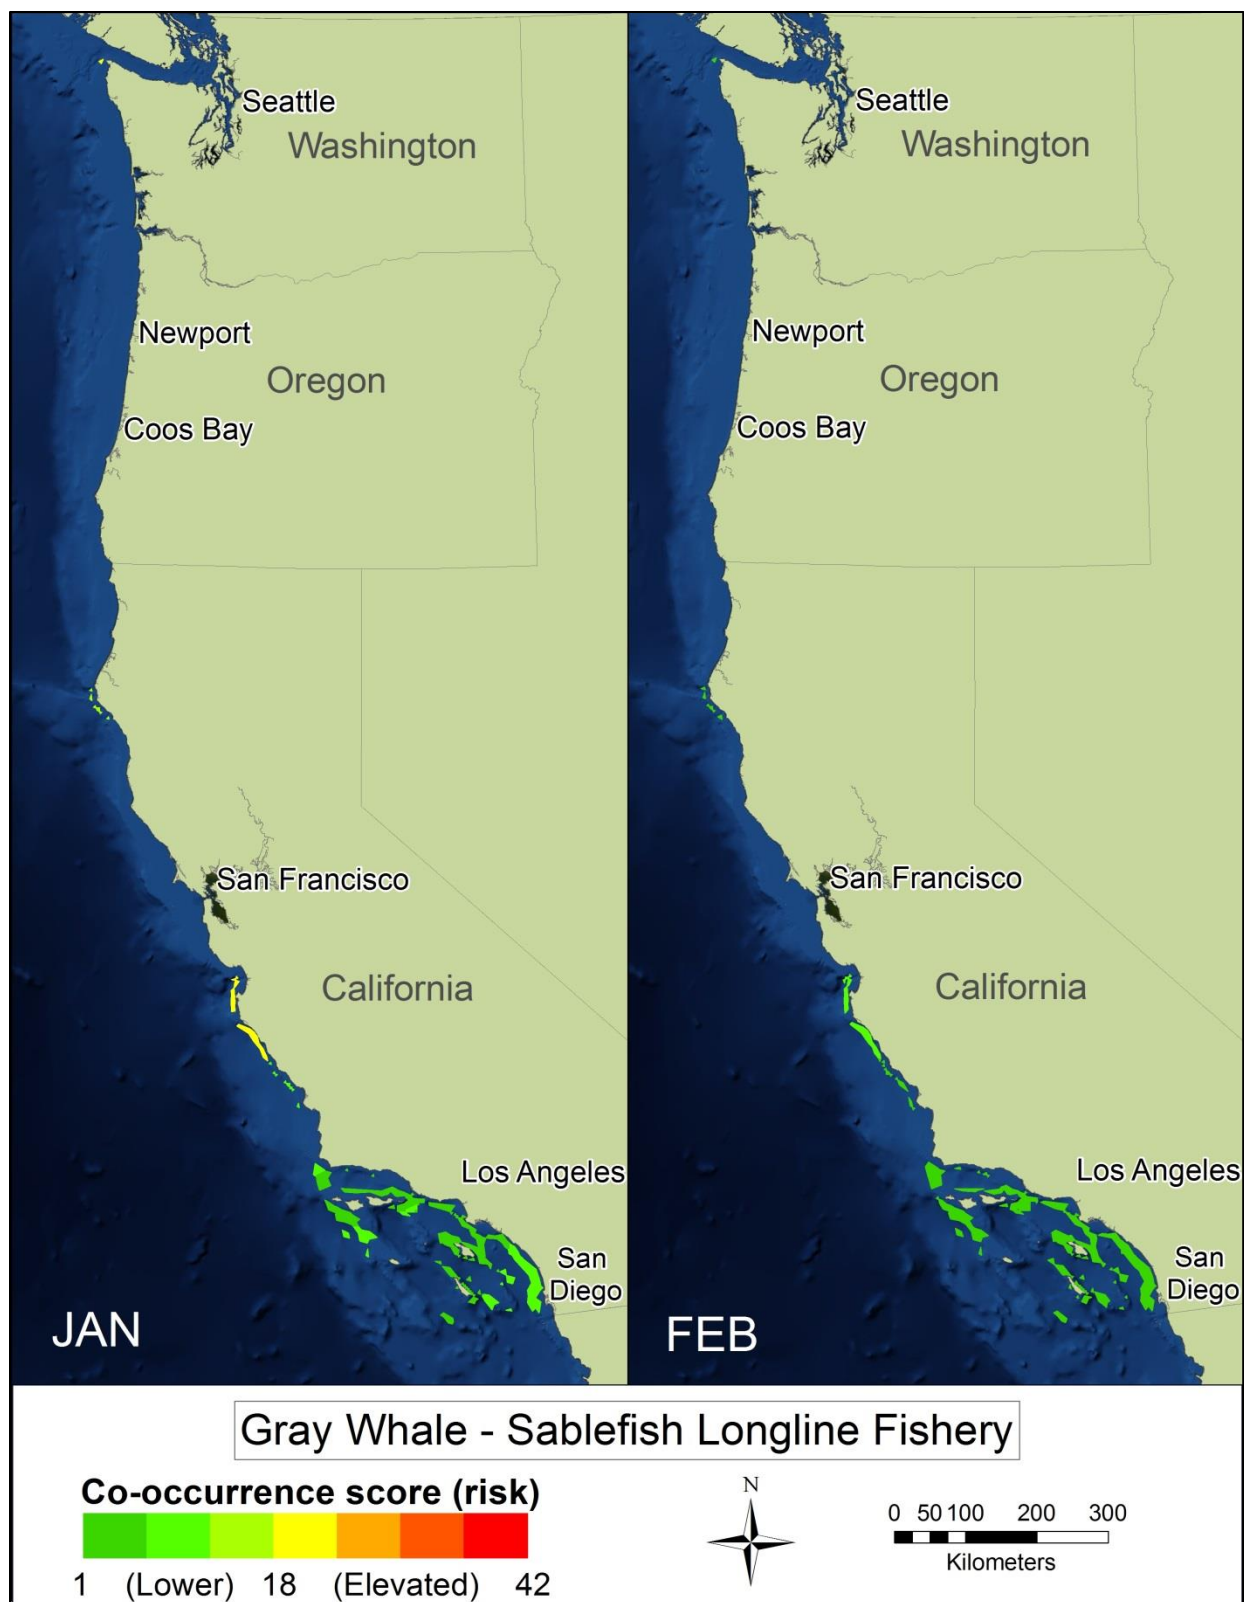 Seattle
Washington
Newport
Oregon
Coos Bay
San Francisco
California
Los Angeles
San
Diego
JAN
Seattle
Washington
Newport
Oregon
Coos Bay
San Francisco
California
Los Angeles
San
Diego
FEB
Gray Whale - Sablefish Longline Fishery
Co-occurrence score (risk)
1 (Lower) 18 (Elevated) 42
N
0 50 100 200 300
Kilometers